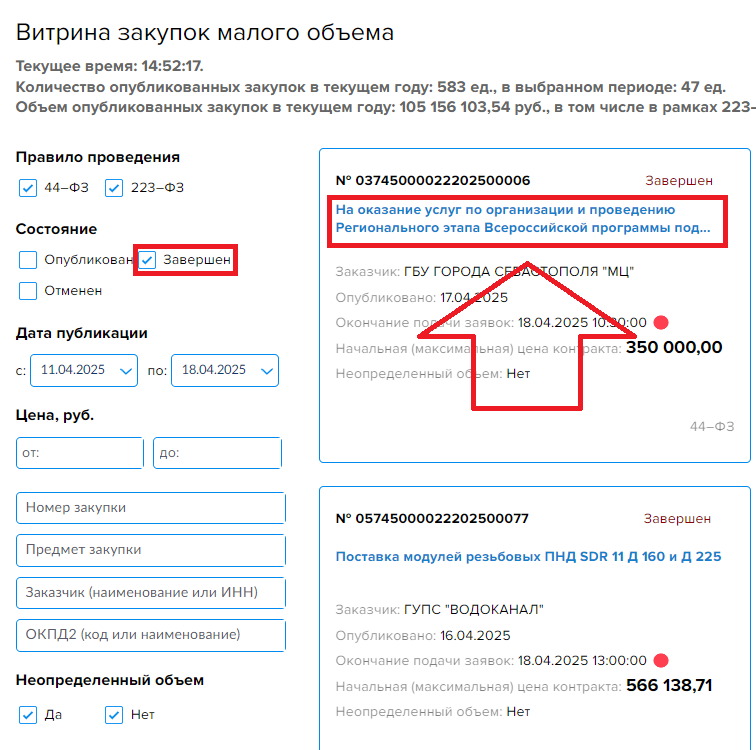 Витрина закупок малого объема
Текущее время: 14:52:17.
Количество опубликованных закупок в текущем году: 583 ед., в выбранном периоде: 47 ед.
Объем опубликованных закупок в текущем году: 105 156 103,54 руб., в том числе в рамках 223–
Правило проведения
44–ФЗ 223–ФЗ
Состояние
Опубликован Завершен
Отменен
Дата публикации
с: 11.04.2025 по: 18.04.2025
Цена, руб.
от: до:
Номер закупки
Предмет закупки
Заказчик (наименование или ИНН)
ОКПД2 (код или наименование)
Неопределенный объем
Да Нет
№ 03745000022202500006 Завершен
На оказание услуг по организации и проведению
Регионального этапа Всероссийской программы под...
Заказчик: ГБУ ГОРОДА СЕВАСТОПОЛЯ "МЦ"
Опубликовано: 17.04.2025
Окончание подачи заявок: 18.04.2025 10:30:00
Начальная (максимальная) цена контракта: 350 000,00
Неопределенный объем: Нет
44–ФЗ
№ 05745000022202500077 Завершен
Поставка модулей резьбовых ПНД SDR 11 Д 160 и Д 225
Заказчик: ГУПС "ВОДОКАНАЛ"
Опубликовано: 16.04.2025
Окончание подачи заявок: 18.04.2025 13:00:00
Начальная (максимальная) цена контракта: 566 138,71
Неопределенный объем: Нет